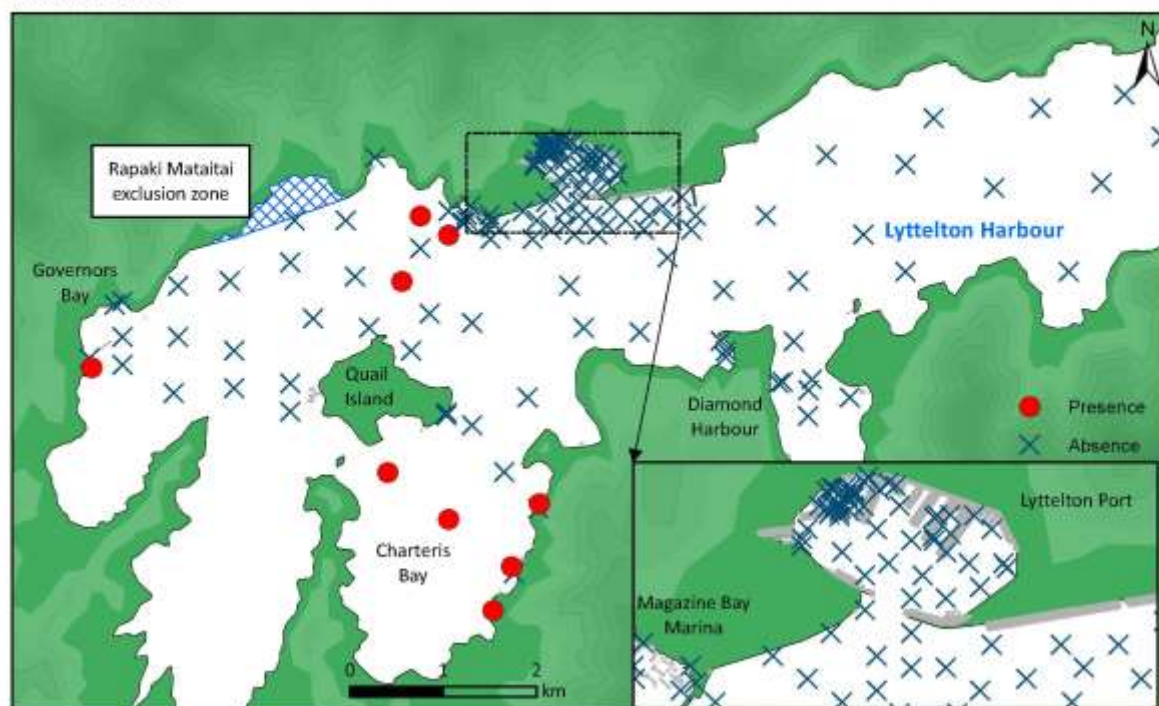 N
Rapaki Mataitai
exclusion zone
Lyttelton Harbour
Governors
Bay
Quail
Island
Diamond
Harbour
Presence
Absence
Charteris
Bay
Lyttelton Port
Magazine Bay
Marina
0 1 2
km